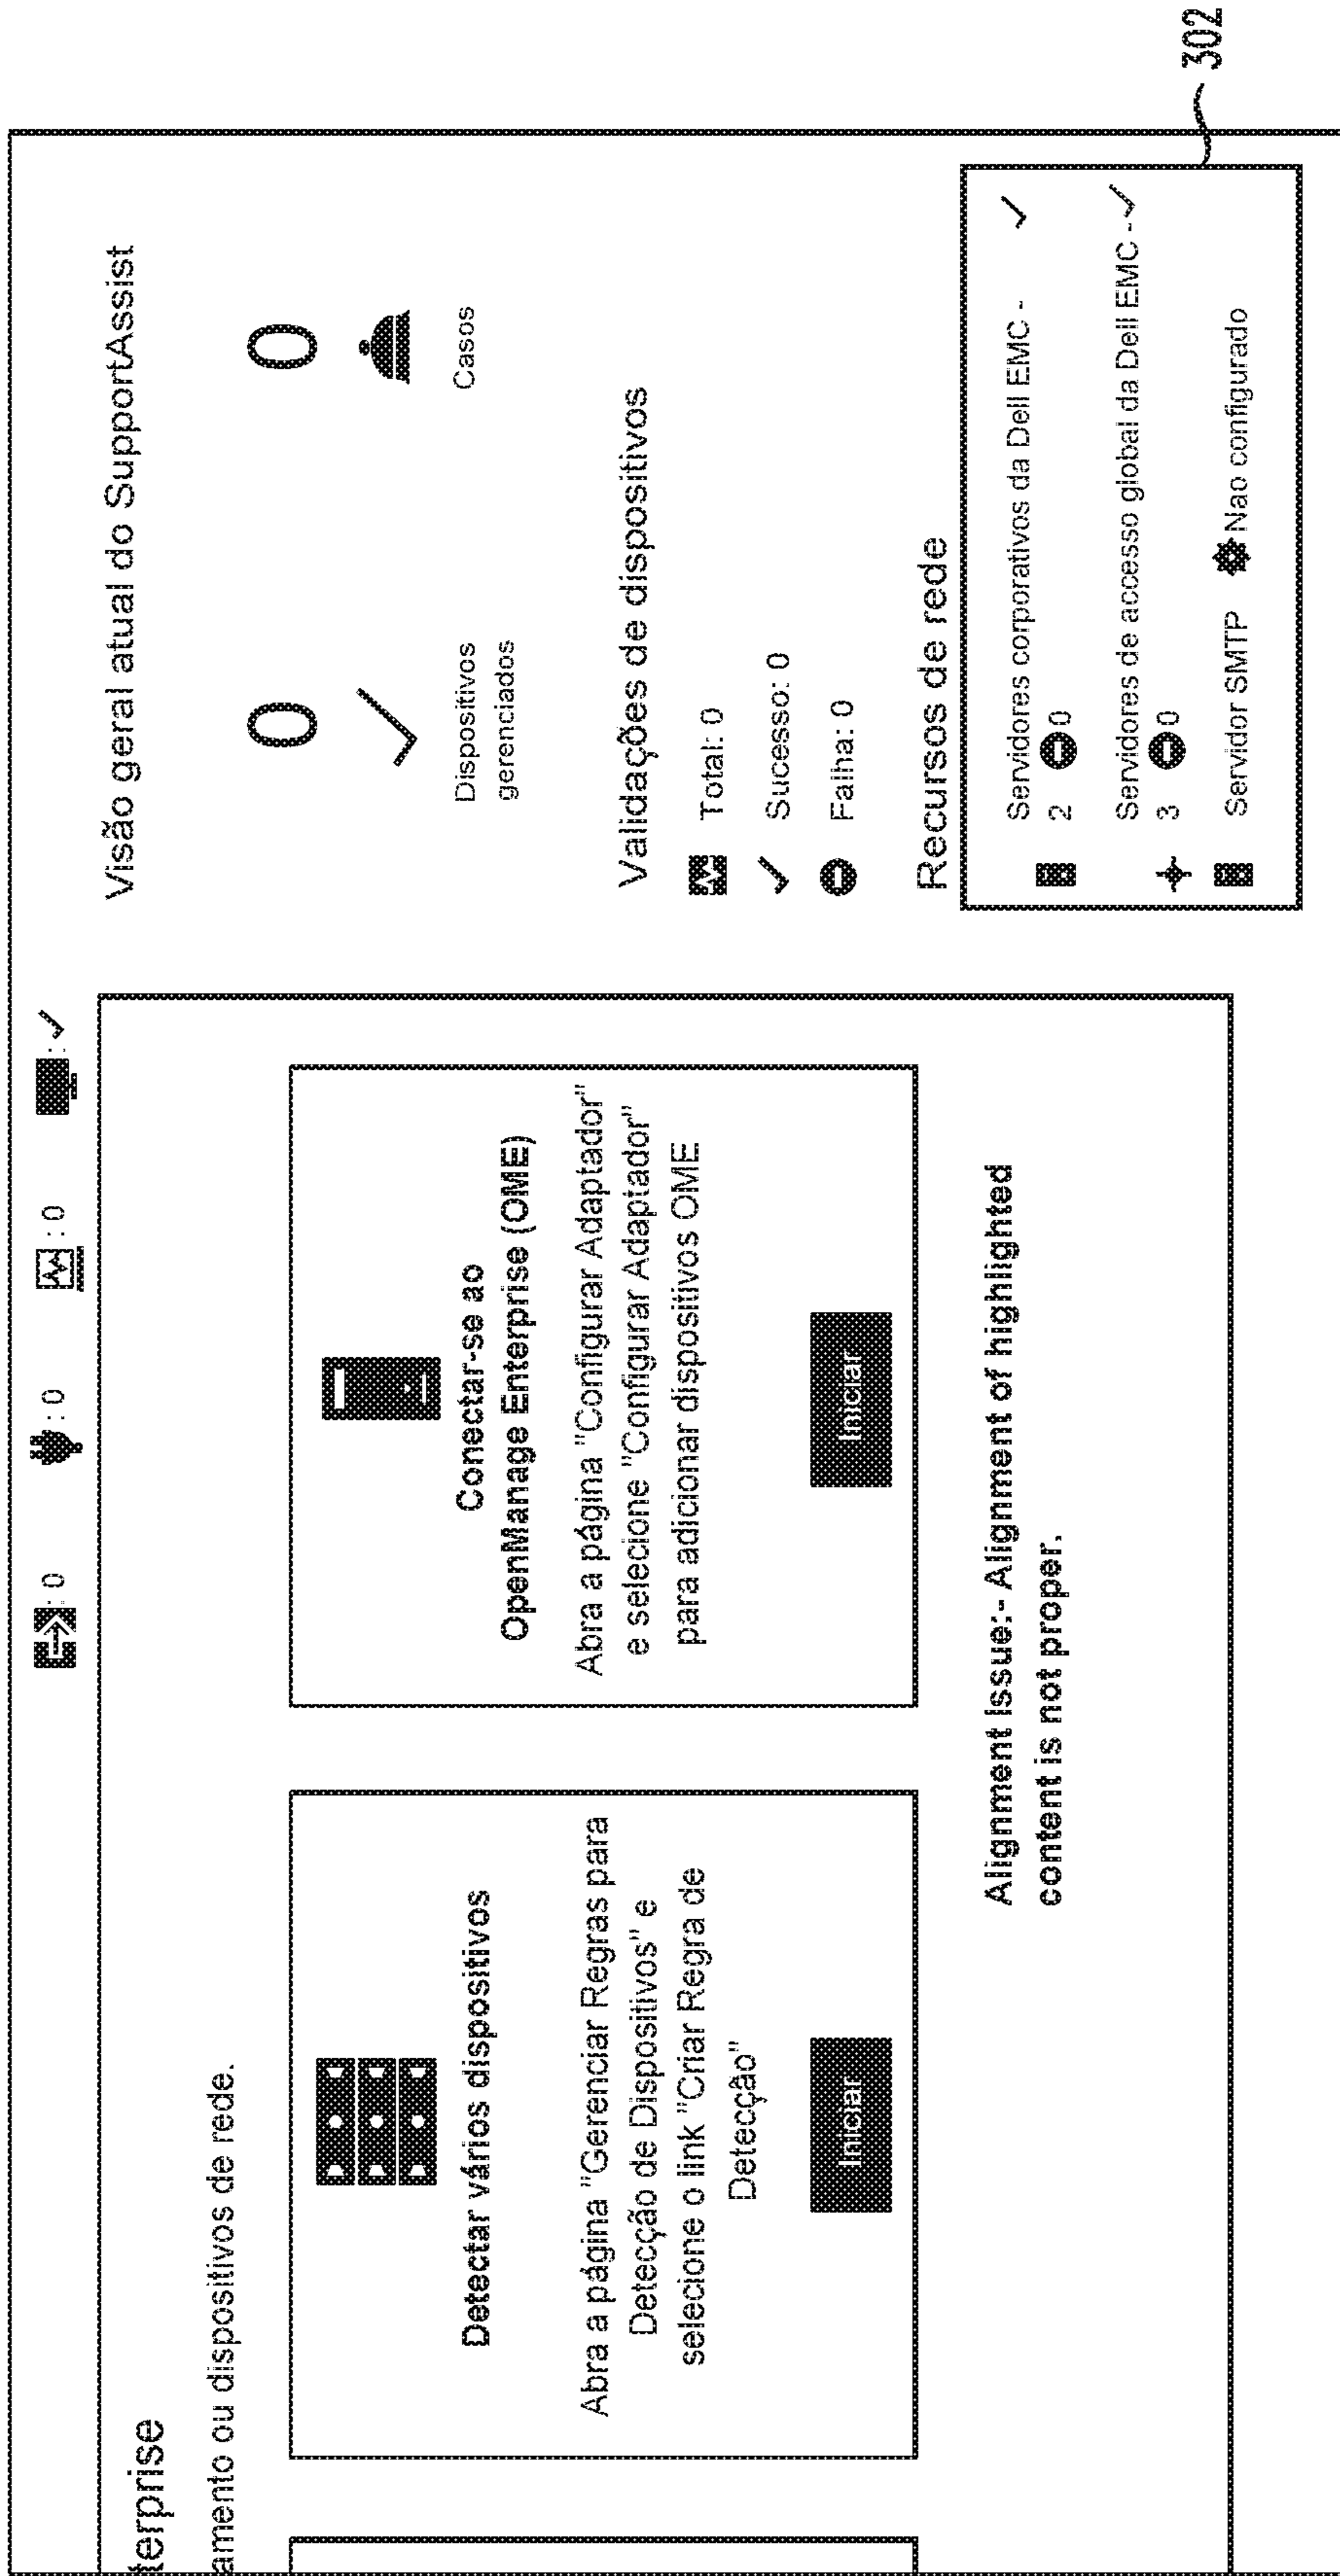 : 0
: 0
: 0
:
terprise
amento ou dispositivos de rede.
Detectar vários dispositivos
Abra a página "Gerenciar Regras para
Detecção de Dispositivos" e
selecione o link "Criar Regra de
Detecção"
Iniciar
Conectar-se ao
OpenManage Enterprise (OME)
Abra a página "Configurar Adaptador"
e selecione "Configurar Adaptador"
para adicionar dispositivos OME
Iniciar
Alignment Issue:- Alignment of highlighted
content is not proper.
Visão geral atual do SupportAssist
0
Dispositivos
gerenciados
0
Casos
Validações de dispositivos
Total: 0
Sucesso: 0
Falha: 0
Recursos de rede
Servidores corporativos da Dell EMC -
2 0
Servidores de accesso global da Dell EMC -
3 0
Servidor SMTP Nao configurado
302